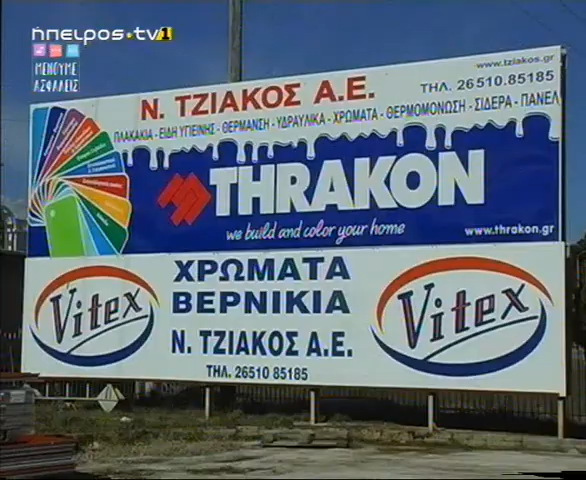 ήπειρος.tv1
ΜΕΝΟΥΜΕ
ΑΣΦΑΛΕΙΣ
www.tziakos.gr
Ν. ΤΖΙΑΚΟΣ Α.Ε.
ΤΗΛ. 26510.85185
ΠΛΑΚΑΚΙΑ - ΕΙΔΗ ΥΓΙΕΙΝΗΣ - ΘΕΡΜΑΝΣΗ - ΥΔΡΑΥΛΙΚΑ - ΧΡΩΜΑΤΑ - ΘΕΡΜΟΜΟΝΩΣΗ - ΣΙΔΕΡΑ - ΠΑΝΕΛ
THRAKON
we build and color your home
www.thrakon.gr
Vitex
ΧΡΩΜΑΤΑ
ΒΕΡΝΙΚΙΑ
Ν. ΤΖΙΑΚΟΣ Α.Ε.
ΤΗΛ. 26510 85185
Vitex